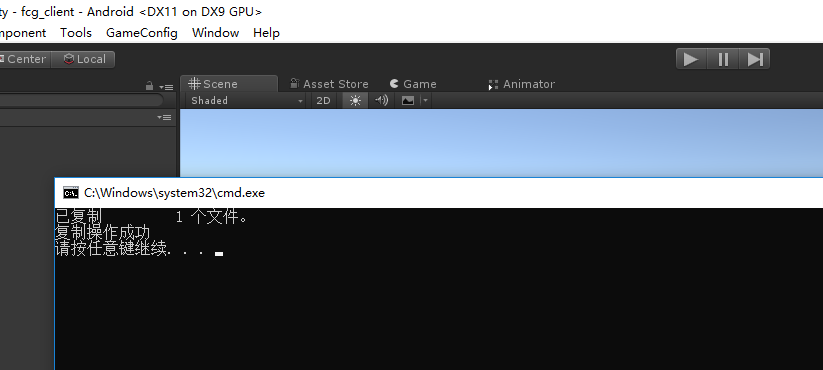 ty - fcg_client - Android <DX11 on DX9 GPU>
mponent Tools GameConfig Window Help
Center Local
Scene Asset Store Game Animator
Shaded 2D
C:\Windows\system32\cmd.exe
已复制 1 个文件。
复制操作成功
请按任意键继续. . .